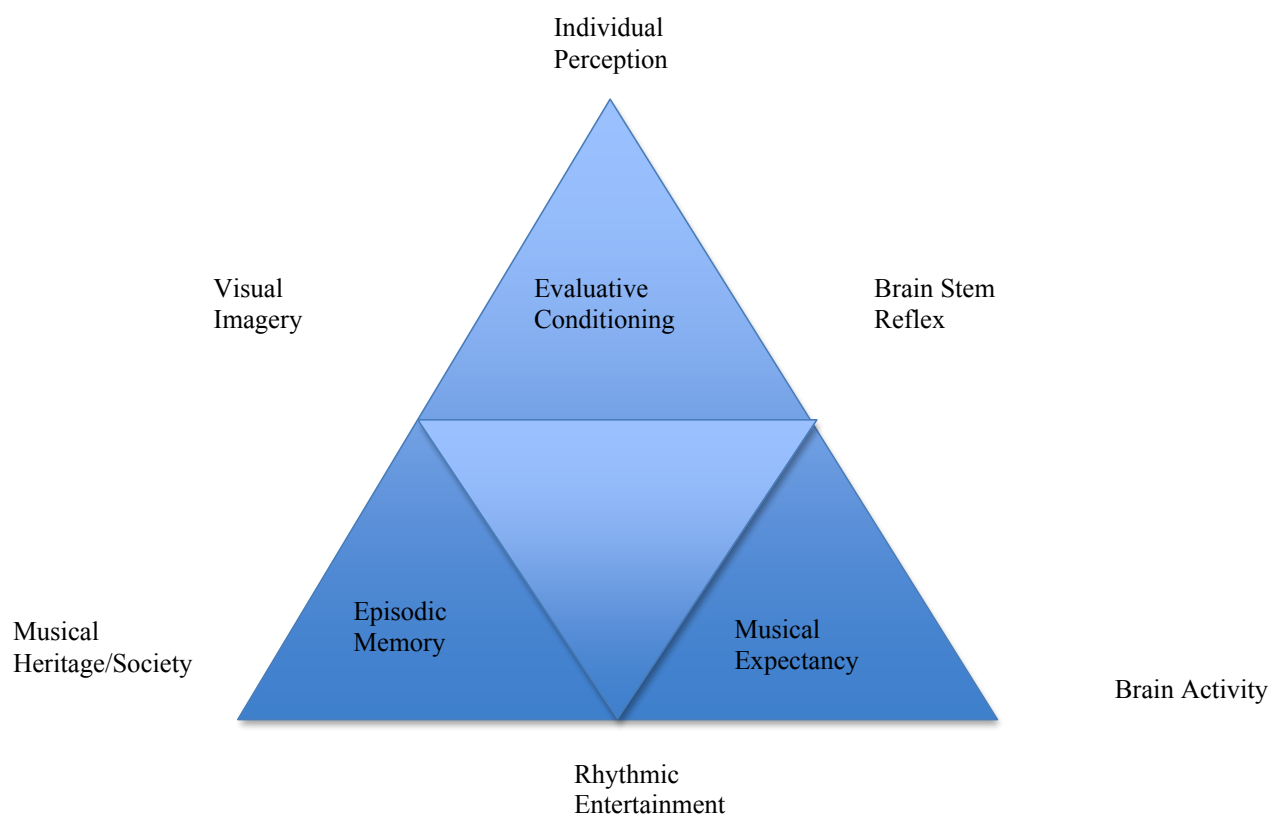 Individual
Perception
Visual
Imagery
Evaluative
Conditioning
Brain Stem
Reflex
Musical
Heritage/Society
Episodic
Memory
Musical
Expectancy
Brain Activity
Rhythmic
Entertainment